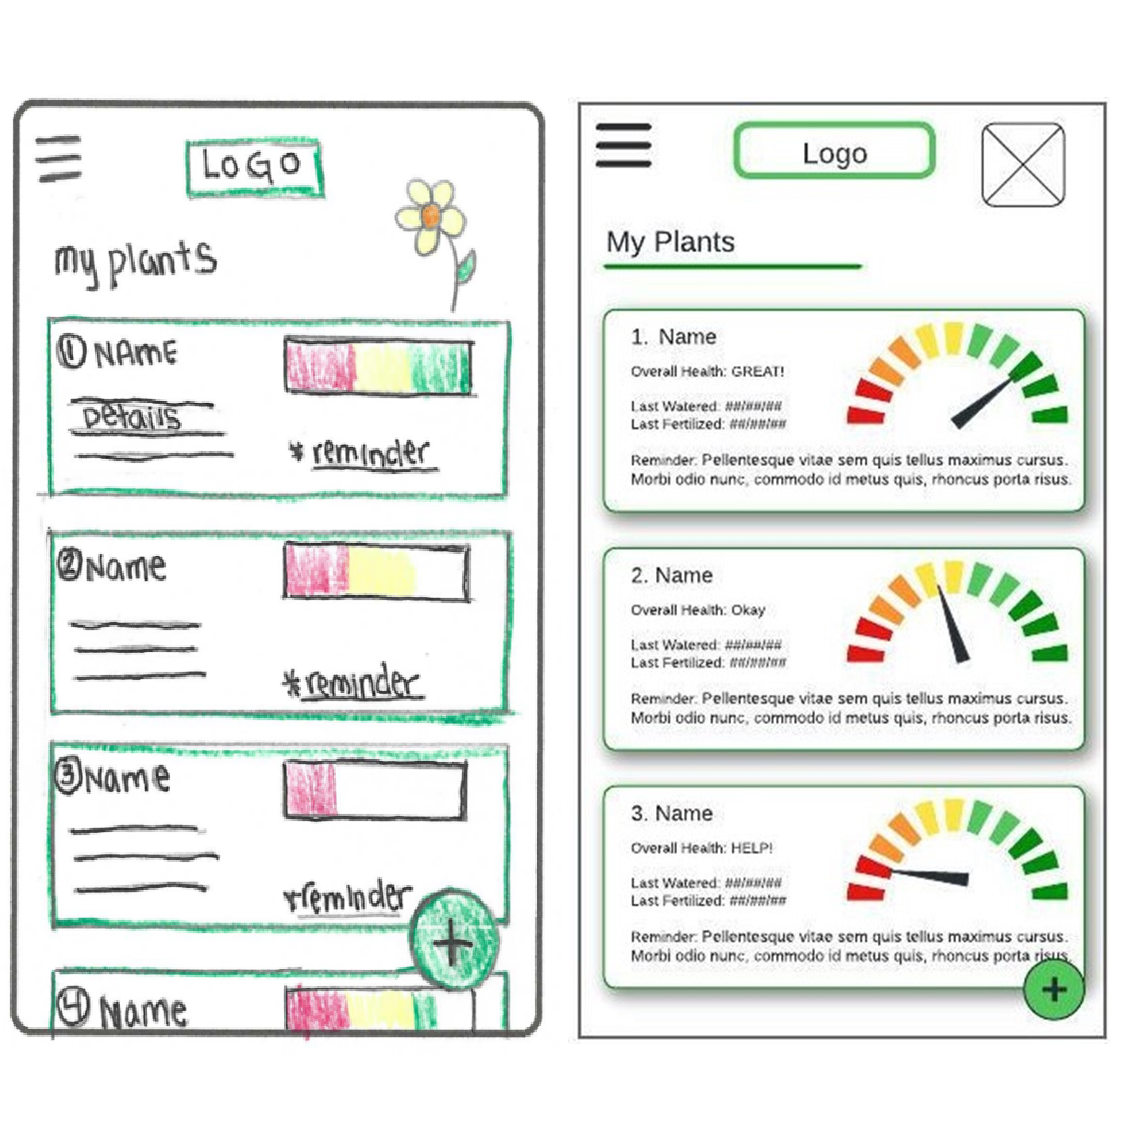 LOGO
my plants
1 NAME
Details
* reminder
2 Name
* reminder
3 Name
* reminder
+
4 Name
Logo
My Plants
1. Name
Overall Health: GREAT!
Last Watered: ##/##/##
Last Fertilized: ##/##/##
Reminder: Pellentesque vitae sem quis tellus maximus cursus.
Morbi odio nunc, commodo id metus quis, rhoncus porta risus.
2. Name
Overall Health: Okay
Last Watered: ##/##/##
Last Fertilized: ##/##/##
Reminder: Pellentesque vitae sem quis tellus maximus cursus.
Morbi odio nunc, commodo id metus quis, rhoncus porta risus.
3. Name
Overall Health: HELP!
Last Watered: ##/##/##
Last Fertilized: ##/##/##
Reminder: Pellentesque vitae sem quis tellus maximus cursus.
Morbi odio nunc, commodo id metus quis, rhoncus porta risus.
+